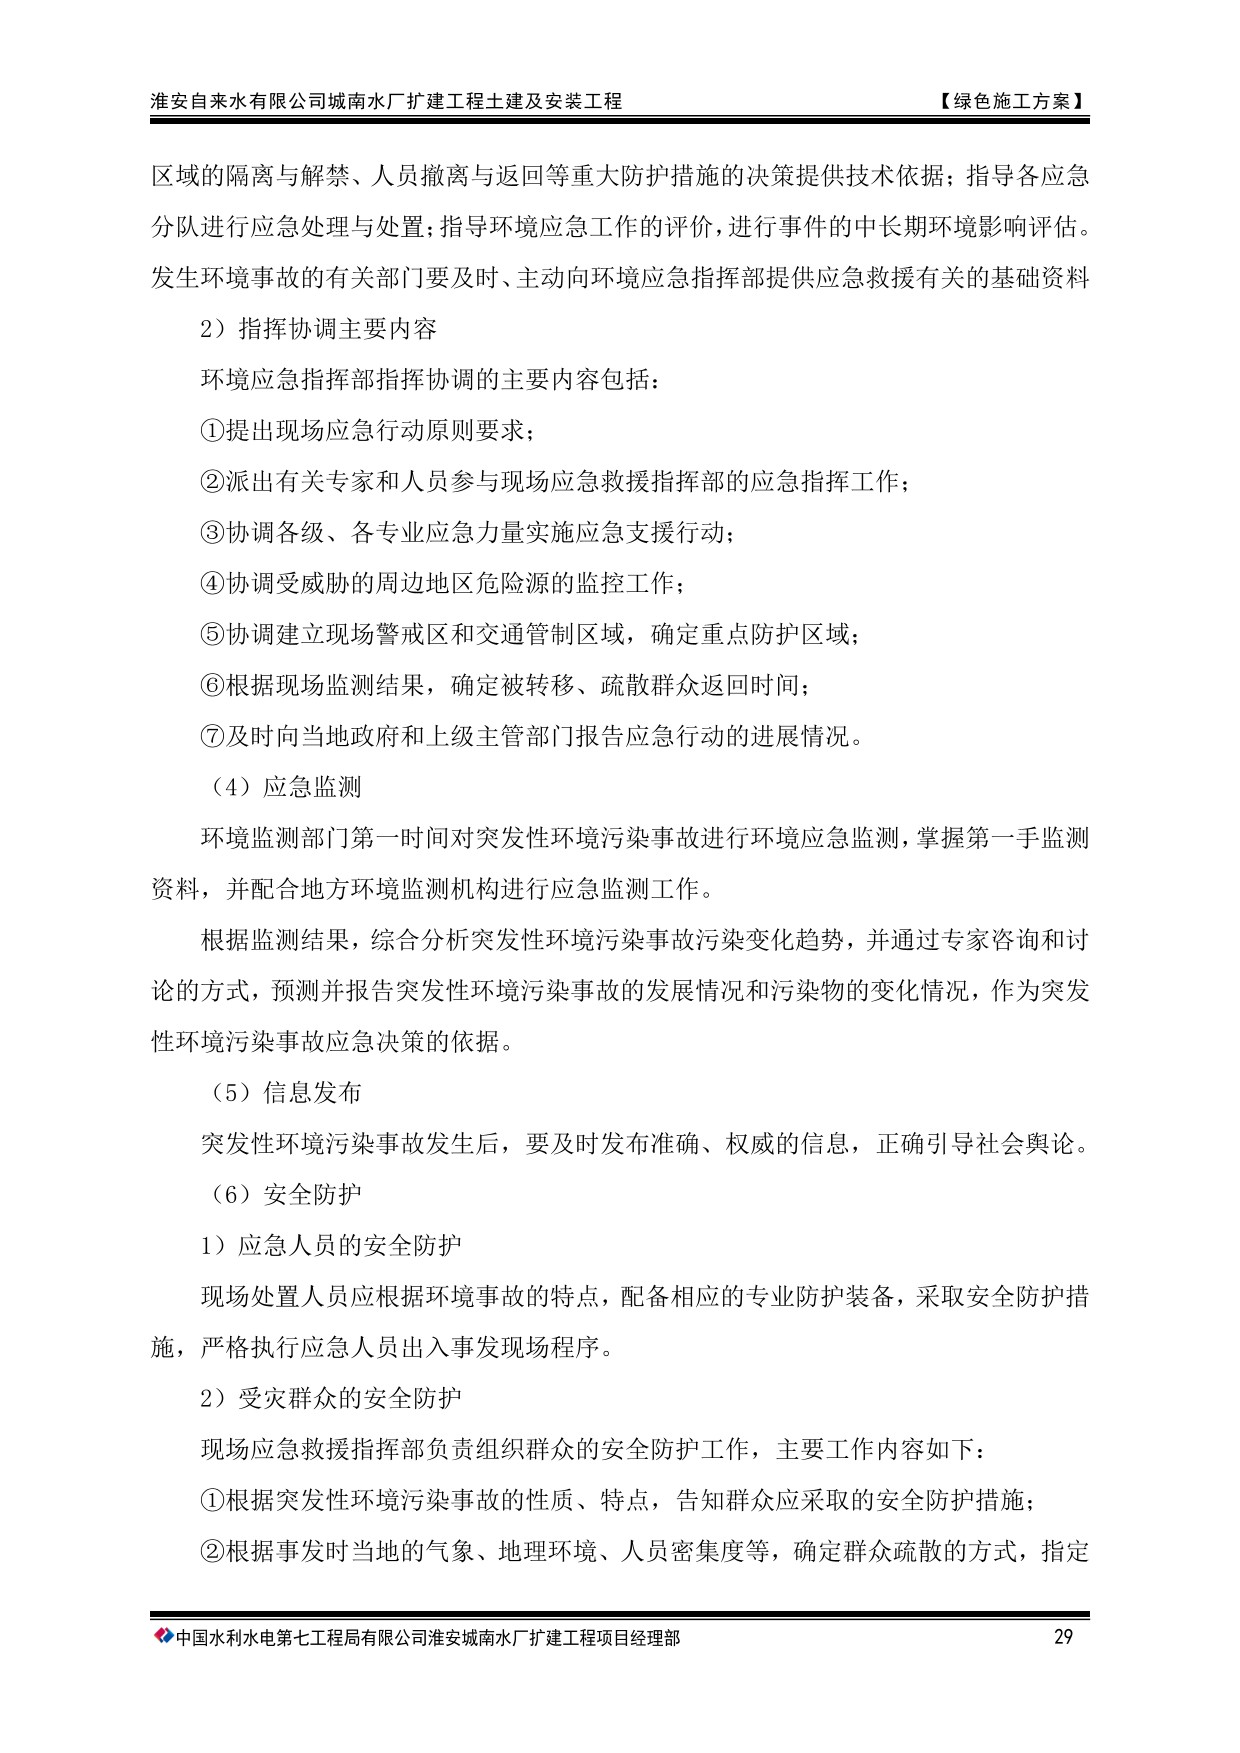 淮安自来水有限公司城南水厂扩建工程土建及安装工程 【绿色施工方案】
区域的隔离与解禁、人员撤离与返回等重大防护措施的决策提供技术依据；指导各应急
分队进行应急处理与处置；指导环境应急工作的评价，进行事件的中长期环境影响评估。
发生环境事故的有关部门要及时、主动向环境应急指挥部提供应急救援有关的基础资料
2）指挥协调主要内容
环境应急指挥部指挥协调的主要内容包括：
①提出现场应急行动原则要求；
②派出有关专家和人员参与现场应急救援指挥部的应急指挥工作；
③协调各级、各专业应急力量实施应急支援行动；
④协调受威胁的周边地区危险源的监控工作；
⑤协调建立现场警戒区和交通管制区域，确定重点防护区域；
⑥根据现场监测结果，确定被转移、疏散群众返回时间；
⑦及时向当地政府和上级主管部门报告应急行动的进展情况。
（4）应急监测
环境监测部门第一时间对突发性环境污染事故进行环境应急监测，掌握第一手监测
资料，并配合地方环境监测机构进行应急监测工作。
根据监测结果，综合分析突发性环境污染事故污染变化趋势，并通过专家咨询和讨
论的方式，预测并报告突发性环境污染事故的发展情况和污染物的变化情况，作为突发
性环境污染事故应急决策的依据。
（5）信息发布
突发性环境污染事故发生后，要及时发布准确、权威的信息，正确引导社会舆论。
（6）安全防护
1）应急人员的安全防护
现场处置人员应根据环境事故的特点，配备相应的专业防护装备，采取安全防护措
施，严格执行应急人员出入事发现场程序。
2）受灾群众的安全防护
现场应急救援指挥部负责组织群众的安全防护工作，主要工作内容如下：
①根据突发性环境污染事故的性质、特点，告知群众应采取的安全防护措施；
②根据事发时当地的气象、地理环境、人员密集度等，确定群众疏散的方式，指定
中国水利水电第七工程局有限公司淮安城南水厂扩建工程项目经理部 29